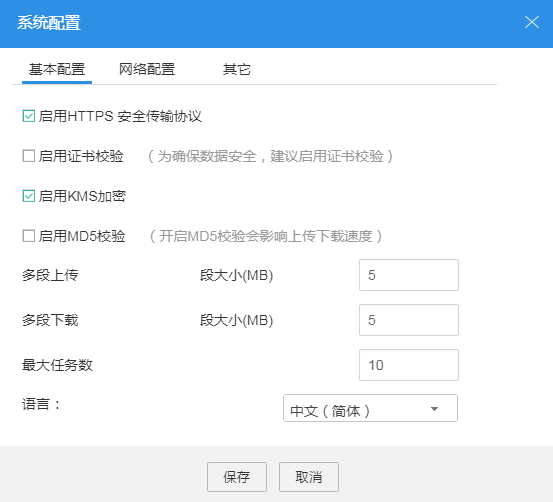 系统配置
基本配置 网络配置 其它
启用HTTPS 安全传输协议
启用证书校验 （为确保数据安全，建议启用证书校验）
启用KMS加密
启用MD5校验 （开启MD5校验会影响上传下载速度）
多段上传 段大小(MB) 5
多段下载 段大小(MB) 5
最大任务数 10
语言： 中文（简体）
保存 取消